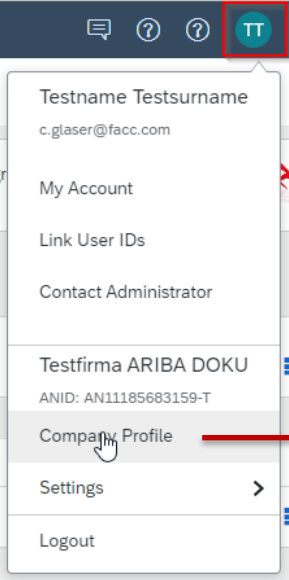 TT
Testname Testsurname
c.glaser@facc.com
My Account
Link User IDs
Contact Administrator
Testfirma ARIBA DOKU
ANID: AN11185683159-T
Company Profile
Settings
Logout